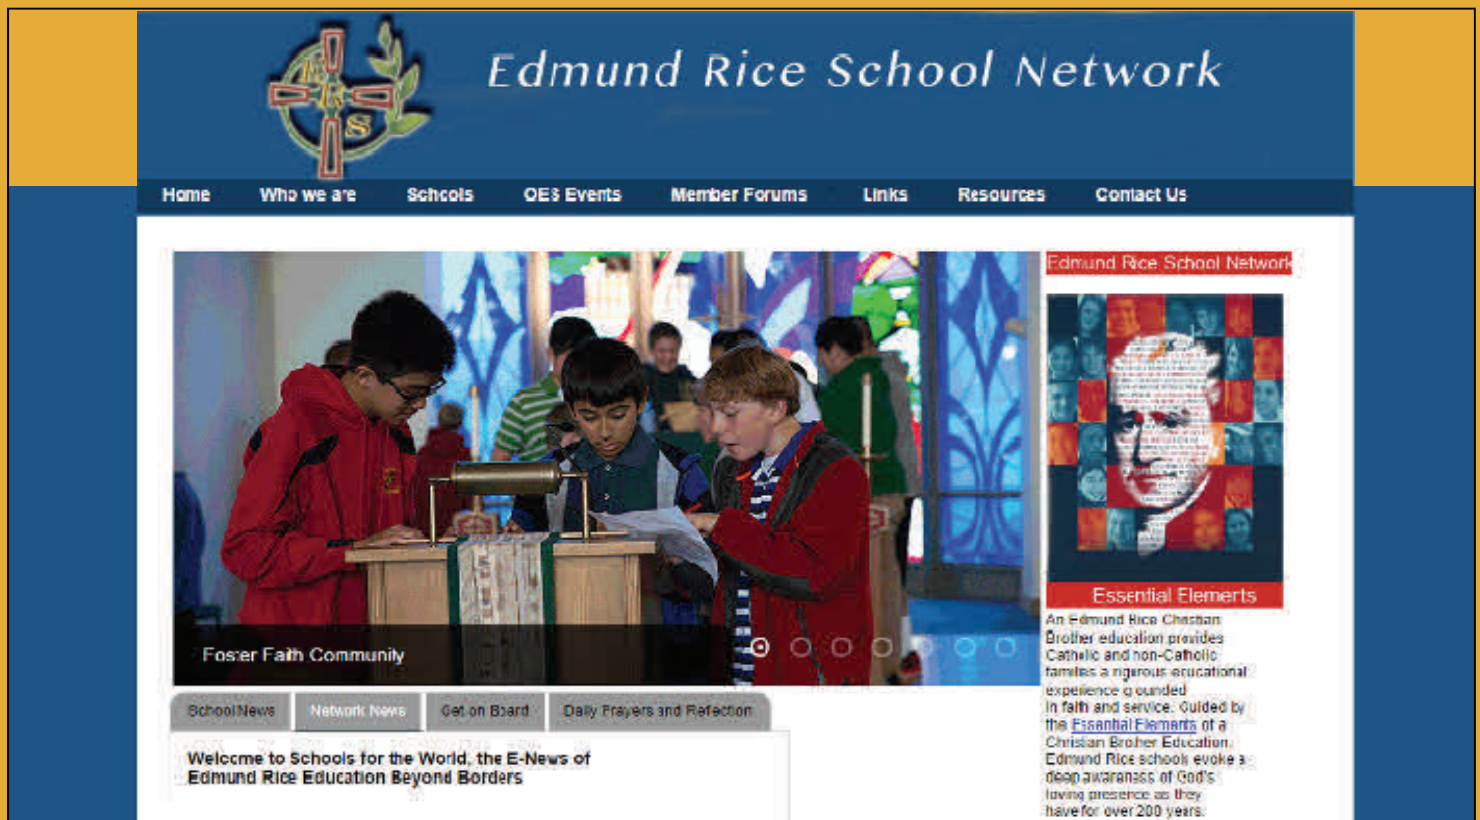 E R S
Edmund Rice School Network
Home Who we are Schools OES Events Member Forums Links Resources Contact Us
Edmund Rice School Network
Foster Faith Community
Essential Elements
An Edmund Rice Christian
Brother education provides
Catholic and non-Catholic
families a rigorous educational
experience grounded
in faith and service. Guided by
the Essential Elements of a
Christian Brother Education,
Edmund Rice schools evoke a
deep awareness of God's
loving presence as they
have for over 200 years.
School News Network News Get on Board Daily Prayers and Reflection
Welcome to Schools for the World, the E-News of
Edmund Rice Education Beyond Borders